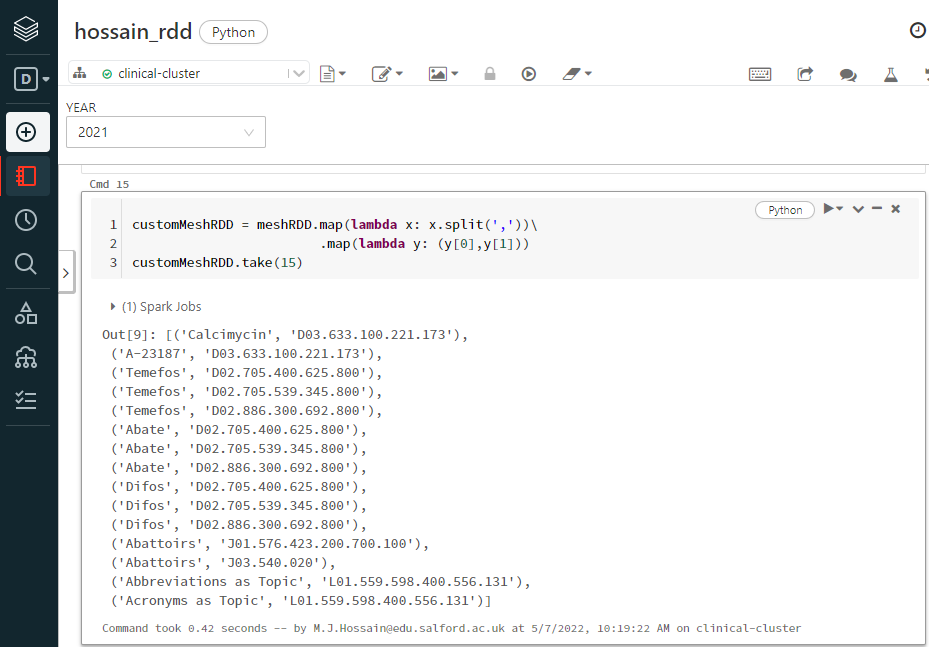 hossain_rdd Python
D clinical-cluster
YEAR
2021
Cmd 15
Python
1 customMeshRDD = meshRDD.map(lambda x: x.split(','))\
2 .map(lambda y: (y[0],y[1]))
3 customMeshRDD.take(15)
(1) Spark Jobs
Out[9]: [('Calcimycin', 'D03.633.100.221.173'),
('A-23187', 'D03.633.100.221.173'),
('Temefos', 'D02.705.400.625.800'),
('Temefos', 'D02.705.539.345.800'),
('Temefos', 'D02.886.300.692.800'),
('Abate', 'D02.705.400.625.800'),
('Abate', 'D02.705.539.345.800'),
('Abate', 'D02.886.300.692.800'),
('Difos', 'D02.705.400.625.800'),
('Difos', 'D02.705.539.345.800'),
('Difos', 'D02.886.300.692.800'),
('Abattoirs', 'J01.576.423.200.700.100'),
('Abattoirs', 'J03.540.020'),
('Abbreviations as Topic', 'L01.559.598.400.556.131'),
('Acronyms as Topic', 'L01.559.598.400.556.131')]
Command took 0.42 seconds -- by M.J.Hossain@edu.salford.ac.uk at 5/7/2022, 10:19:22 AM on clinical-cluster